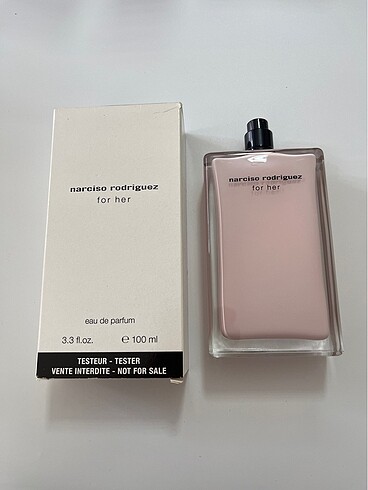 narciso rodriguez
for her
eau de parfum
3.3 fl.oz. ℮ 100 ml
TESTEUR - TESTER
VENTE INTERDITE - NOT FOR SALE
narciso rodriguez
for her